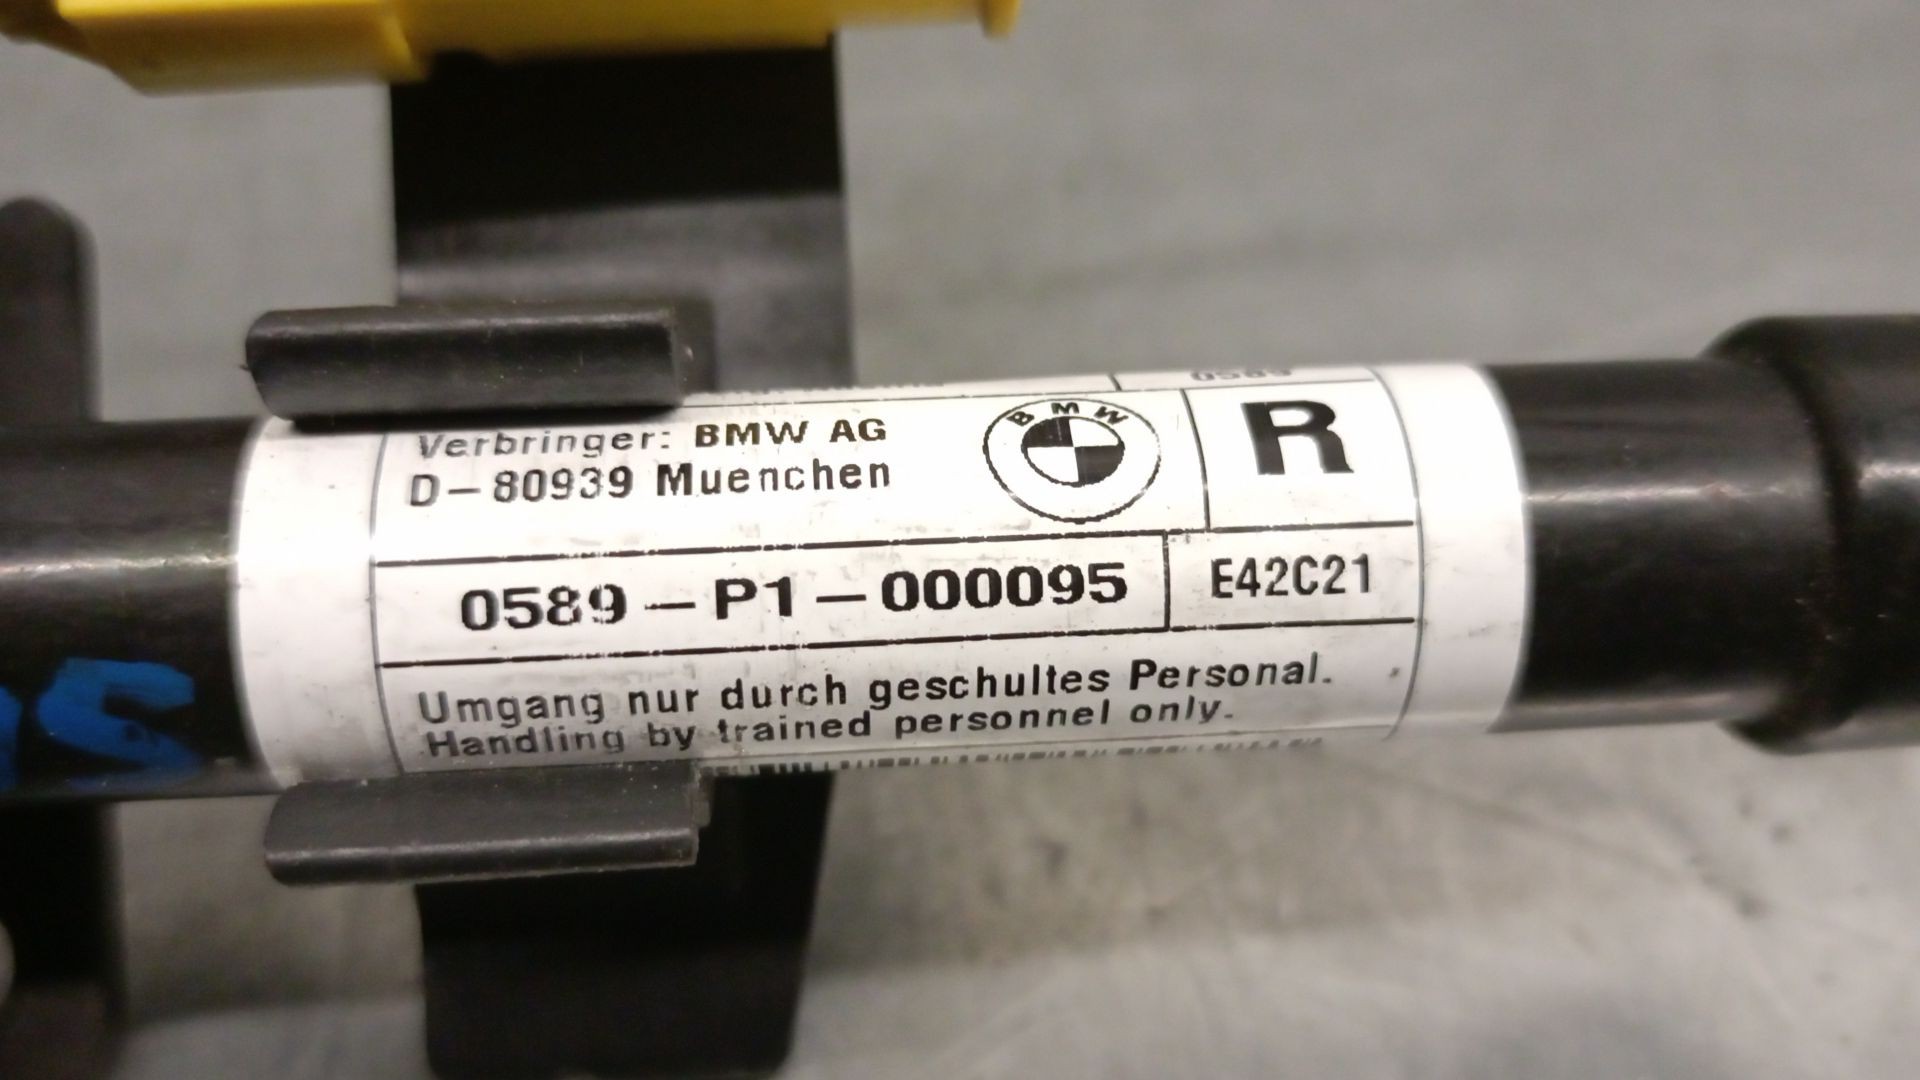 0589
Verbringer: BMW AG
D-80939 Muenchen
BMW
R
0589-P1-000095
E42C21
Umgang nur durch geschultes Personal.
Handling by trained personnel only.